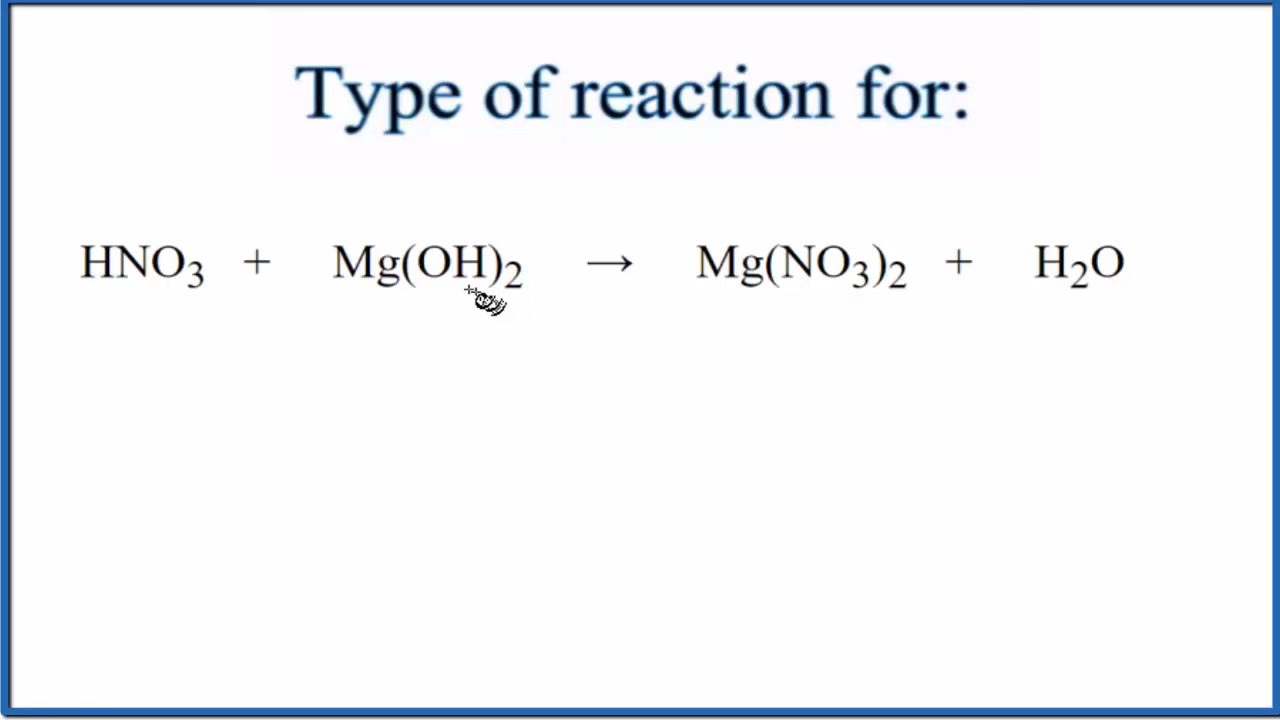 Type of reaction for:
HNO₃ + Mg(OH)₂ → Mg(NO₃)₂ + H₂O